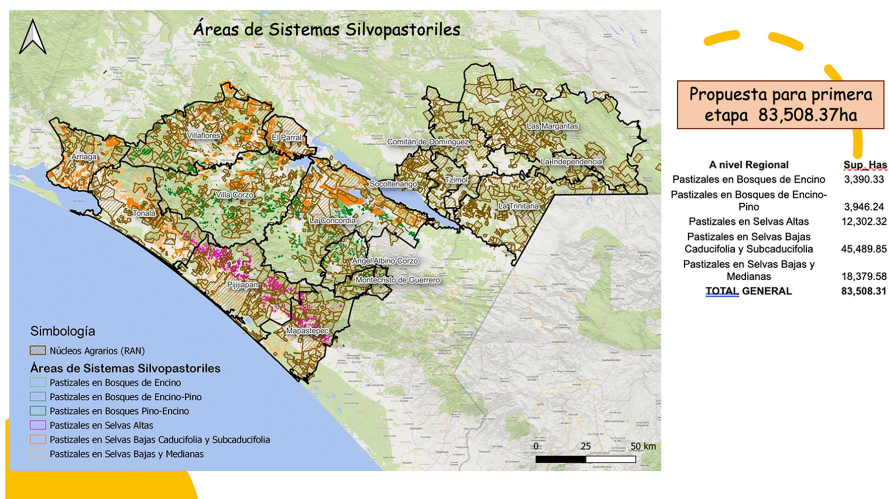 Áreas de Sistemas Silvopastoriles
Las Margaritas
Villaflores
El Parral
Comitán de Domínguez
Arriaga
La Independencia
Socoltenango
Tzimol
Villa Corzo
La Trinitaria
Tonalá
La Concordia
Ángel Albino Corzo
Montecristo de Guerrero
Pijijiapan
Mapastepec
Simbología
Núcleos Agrarios (RAN)
Áreas de Sistemas Silvopastoriles
Pastizales en Bosques de Encino
Pastizales en Bosques de Encino-Pino
Pastizales en Bosques Pino-Encino
Pastizales en Selvas Altas
Pastizales en Selvas Bajas Caducifolia y Subcaducifolia
Pastizales en Selvas Bajas y Medianas
0 25 50 km
Propuesta para primera
etapa 83,508.37ha
A nivel Regional Sup_Has
Pastizales en Bosques de Encino 3,390.33
Pastizales en Bosques de Encino-
Pino 3,946.24
Pastizales en Selvas Altas 12,302.32
Pastizales en Selvas Bajas
Caducifolia y Subcaducifolia 45,489.85
Pastizales en Selvas Bajas y
Medianas 18,379.58
TOTAL GENERAL 83,508.31